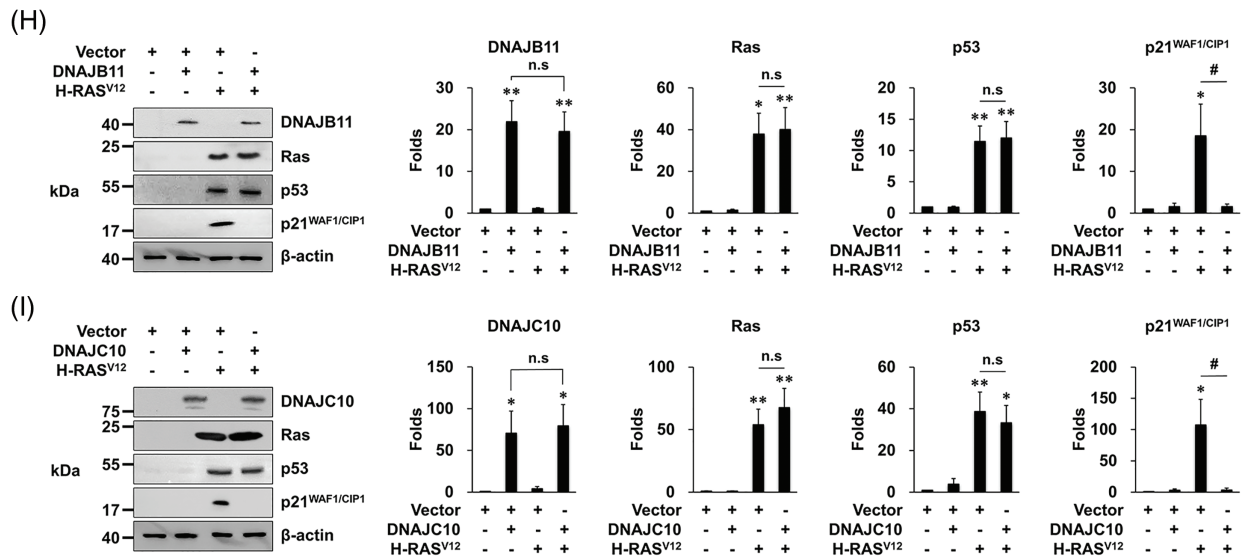 (H)
Vector + + + -
DNAJB11 - + - +
H-RASV12 - - + +
40 DNAJB11
25 Ras
kDa 55 p53
17 p21WAF1/CIP1
40 β-actin
DNAJB11
n.s
** **
Folds
30
20
10
0
Vector + + + -
DNAJB11 - + - +
H-RASV12 - - + +
Ras
n.s
* **
Folds
60
40
20
0
Vector + + + -
DNAJB11 - + - +
H-RASV12 - - + +
p53
n.s
** **
Folds
20
15
10
5
0
Vector + + + -
DNAJB11 - + - +
H-RASV12 - - + +
p21WAF1/CIP1
#
*
Folds
30
20
10
0
Vector + + + -
DNAJB11 - + - +
H-RASV12 - - + +
(I)
Vector + + + -
DNAJC10 - + - +
H-RASV12 - - + +
75 DNAJC10
25 Ras
kDa 55 p53
17 p21WAF1/CIP1
40 β-actin
DNAJC10
n.s
* *
Folds
150
100
50
0
Vector + + + -
DNAJC10 - + - +
H-RASV12 - - + +
Ras
n.s
** **
Folds
100
50
0
Vector + + + -
DNAJC10 - + - +
H-RASV12 - - + +
p53
n.s
** *
Folds
60
40
20
0
Vector + + + -
DNAJC10 - + - +
H-RASV12 - - + +
p21WAF1/CIP1
#
*
Folds
200
150
100
50
0
Vector + + + -
DNAJC10 - + - +
H-RASV12 - - + +